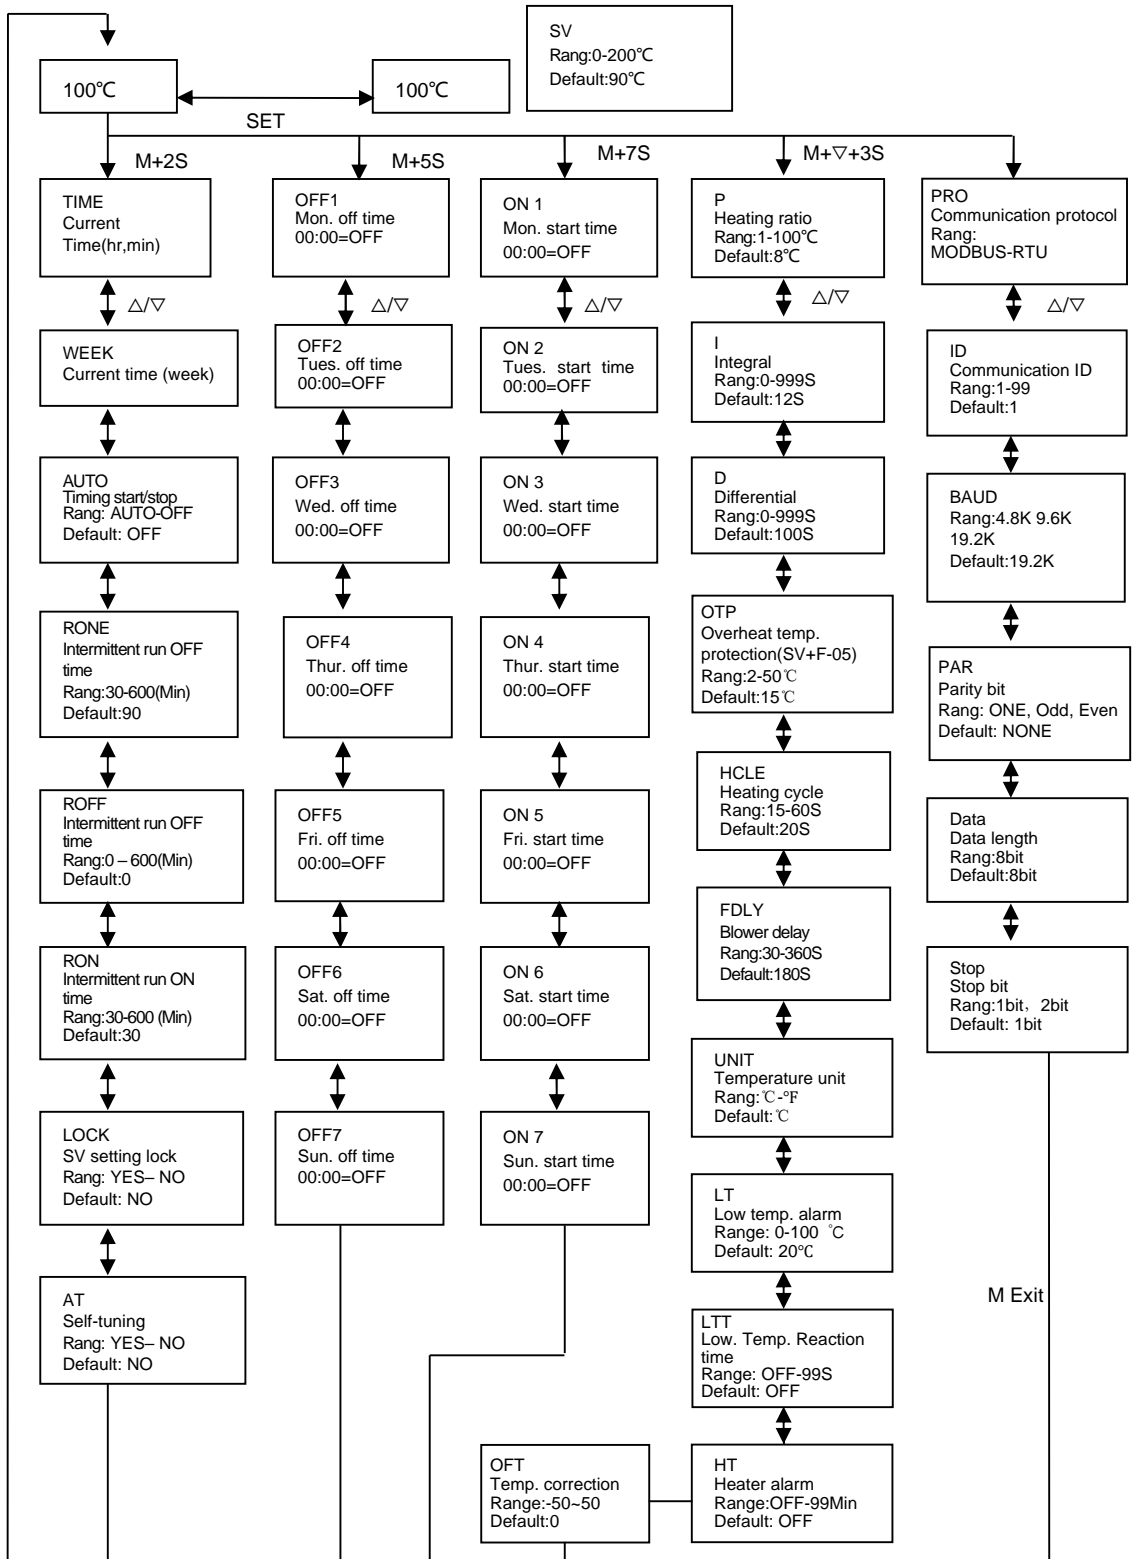 SV
Rang:0-200℃
Default:90℃
100℃
100℃
SET
M+2S
M+5S
M+7S
M+▽+3S
TIME
Current
Time(hr,min)
△/▽
WEEK
Current time (week)
AUTO
Timing start/stop
Rang: AUTO-OFF
Default: OFF
RONE
Intermittent run OFF
time
Rang:30-600(Min)
Default:90
ROFF
Intermittent run OFF
time
Rang:0 – 600(Min)
Default:0
RON
Intermittent run ON
time
Rang:30-600 (Min)
Default:30
LOCK
SV setting lock
Rang: YES– NO
Default: NO
AT
Self-tuning
Rang: YES– NO
Default: NO
OFF1
Mon. off time
00:00=OFF
△/▽
OFF2
Tues. off time
00:00=OFF
OFF3
Wed. off time
00:00=OFF
OFF4
Thur. off time
00:00=OFF
OFF5
Fri. off time
00:00=OFF
OFF6
Sat. off time
00:00=OFF
OFF7
Sun. off time
00:00=OFF
ON 1
Mon. start time
00:00=OFF
△/▽
ON 2
Tues. start time
00:00=OFF
ON 3
Wed. start time
00:00=OFF
ON 4
Thur. start time
00:00=OFF
ON 5
Fri. start time
00:00=OFF
ON 6
Sat. start time
00:00=OFF
ON 7
Sun. start time
00:00=OFF
P
Heating ratio
Rang:1-100℃
Default:8℃
△/▽
I
Integral
Rang:0-999S
Default:12S
D
Differential
Rang:0-999S
Default:100S
OTP
Overheat temp.
protection(SV+F-05)
Rang:2-50℃
Default:15℃
HCLE
Heating cycle
Rang:15-60S
Default:20S
FDLY
Blower delay
Rang:30-360S
Default:180S
UNIT
Temperature unit
Rang:℃-℉
Default:℃
LT
Low temp. alarm
Range: 0-100 ℃
Default: 20℃
LTT
Low. Temp. Reaction
time
Range: OFF-99S
Default: OFF
HT
Heater alarm
Range:OFF-99Min
Default: OFF
OFT
Temp. correction
Range:-50~50
Default:0
PRO
Communication protocol
Rang:
MODBUS-RTU
△/▽
ID
Communication ID
Rang:1-99
Default:1
BAUD
Rang:4.8K 9.6K
19.2K
Default:19.2K
PAR
Parity bit
Rang: ONE, Odd, Even
Default: NONE
Data
Data length
Rang:8bit
Default:8bit
Stop
Stop bit
Rang:1bit，2bit
Default: 1bit
M Exit